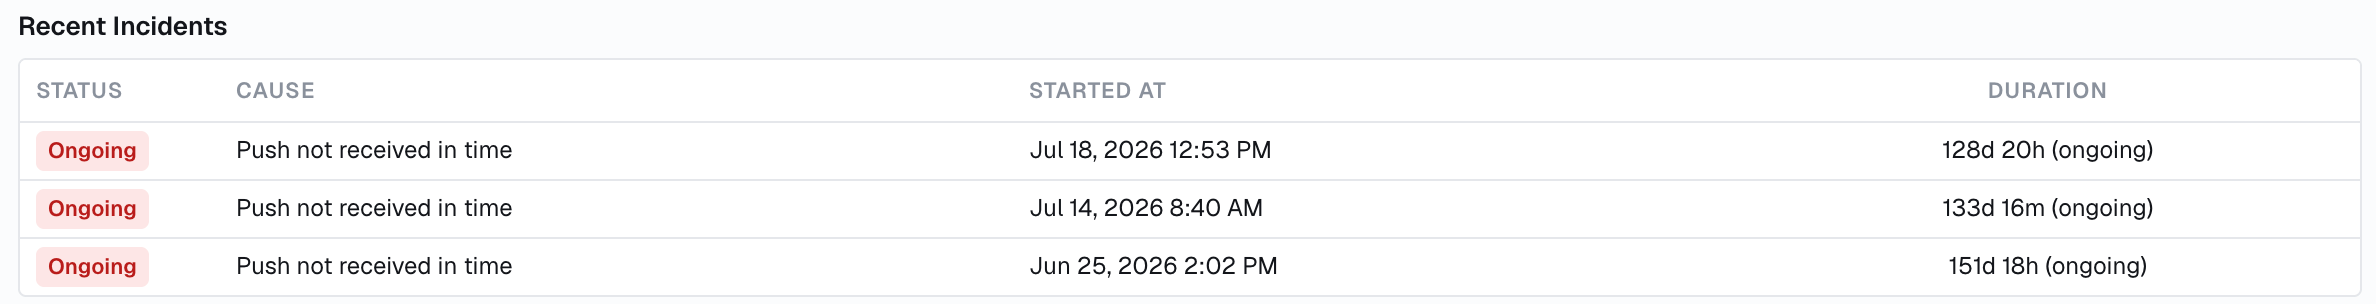 Recent Incidents
STATUS CAUSE STARTED AT DURATION
Ongoing Push not received in time Jul 18, 2026 12:53 PM 128d 20h (ongoing)
Ongoing Push not received in time Jul 14, 2026 8:40 AM 133d 16m (ongoing)
Ongoing Push not received in time Jun 25, 2026 2:02 PM 151d 18h (ongoing)